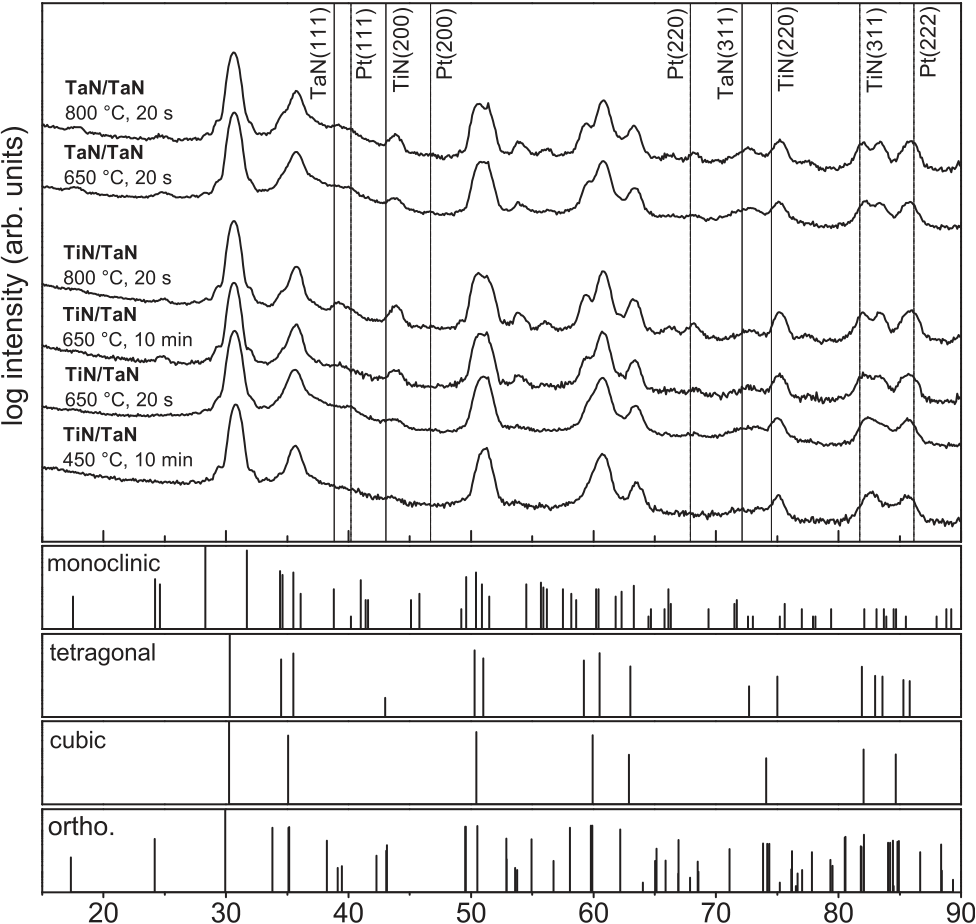 TaN(111)
Pt(111)
TiN(200)
Pt(200)
Pt(220)
TaN(311)
TiN(220)
TiN(311)
Pt(222)
log intensity (arb. units)
TaN/TaN
800 °C, 20 s
TaN/TaN
650 °C, 20 s
TiN/TaN
800 °C, 20 s
TiN/TaN
650 °C, 10 min
TiN/TaN
650 °C, 20 s
TiN/TaN
450 °C, 10 min
monoclinic
tetragonal
cubic
ortho.
20 30 40 50 60 70 80 90